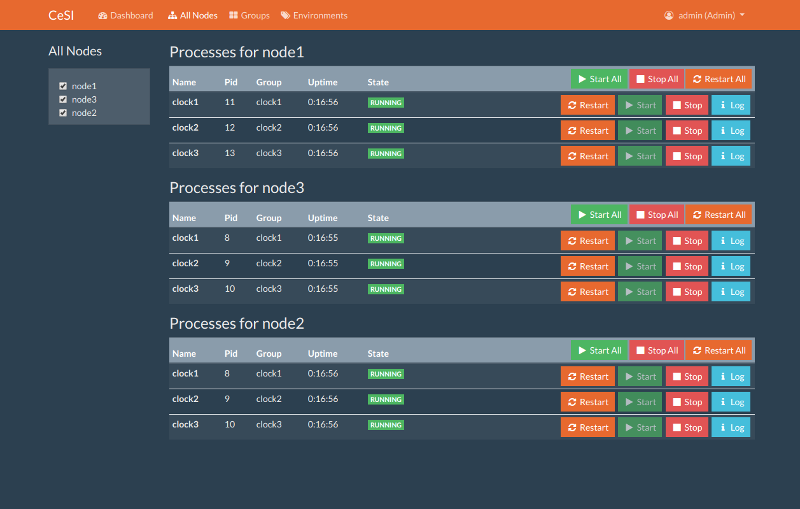 CeSI Dashboard All Nodes Groups Environments admin (Admin)
All Nodes
node1
node3
node2
Processes for node1
Name Pid Group Uptime State Start All Stop All Restart All
clock1 11 clock1 0:16:56 RUNNING Restart Start Stop Log
clock2 12 clock2 0:16:56 RUNNING Restart Start Stop Log
clock3 13 clock3 0:16:56 RUNNING Restart Start Stop Log
Processes for node3
Name Pid Group Uptime State Start All Stop All Restart All
clock1 8 clock1 0:16:55 RUNNING Restart Start Stop Log
clock2 9 clock2 0:16:55 RUNNING Restart Start Stop Log
clock3 10 clock3 0:16:55 RUNNING Restart Start Stop Log
Processes for node2
Name Pid Group Uptime State Start All Stop All Restart All
clock1 8 clock1 0:16:56 RUNNING Restart Start Stop Log
clock2 9 clock2 0:16:56 RUNNING Restart Start Stop Log
clock3 10 clock3 0:16:56 RUNNING Restart Start Stop Log